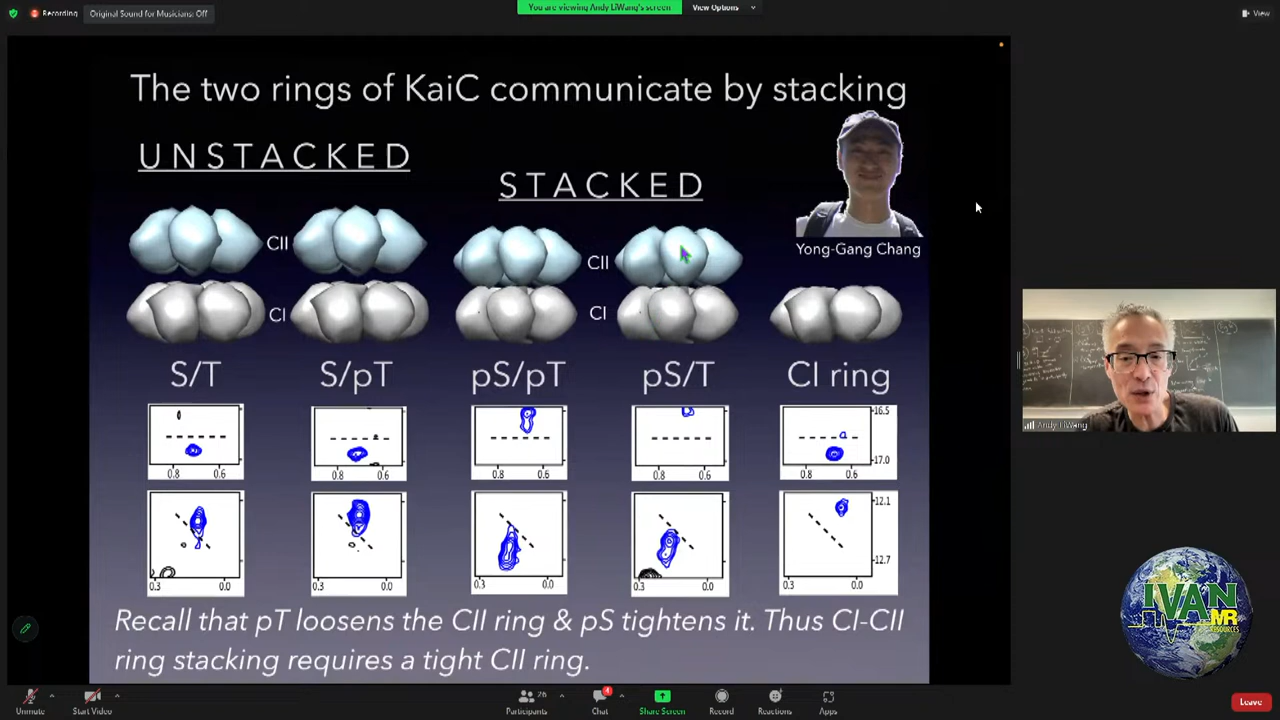 Recording
Original Sound for Musicians: Off
You are viewing Andy LiWang's screen
View Options
View
The two rings of KaiC communicate by stacking
UNSTACKED
STACKED
CII
CII
CI
CI
Yong-Gang Chang
S/T
S/pT
pS/pT
pS/T
CI ring
16.5
17.0
0.8 0.6
0.8 0.6
0.8 0.6
0.8 0.6
0.8 0.6
12.1
12.7
0.3 0.0
0.3 0.0
0.3 0.0
0.3 0.0
0.3 0.0
Recall that pT loosens the CII ring & pS tightens it. Thus CI-CII
ring stacking requires a tight CII ring.
Andy LiWang
IVAN
NMR
RESOURCES
Unmute
Start Video
Participants
76
Chat
4
Share Screen
Record
Reactions
Apps
Leave